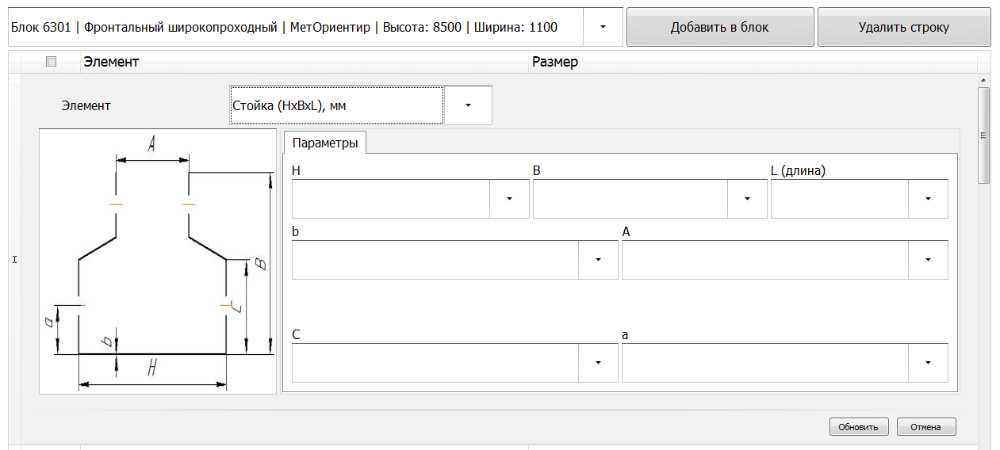 Блок 6301 | Фронтальный широкопроходный | МетОриентир | Высота: 8500 | Ширина: 1100
Добавить в блок
Удалить строку
Элемент
Размер
Элемент
Стойка (HxBxL), мм
A
B
C
a
b
H
Параметры
H
B
L (длина)
b
A
C
a
Обновить
Отмена